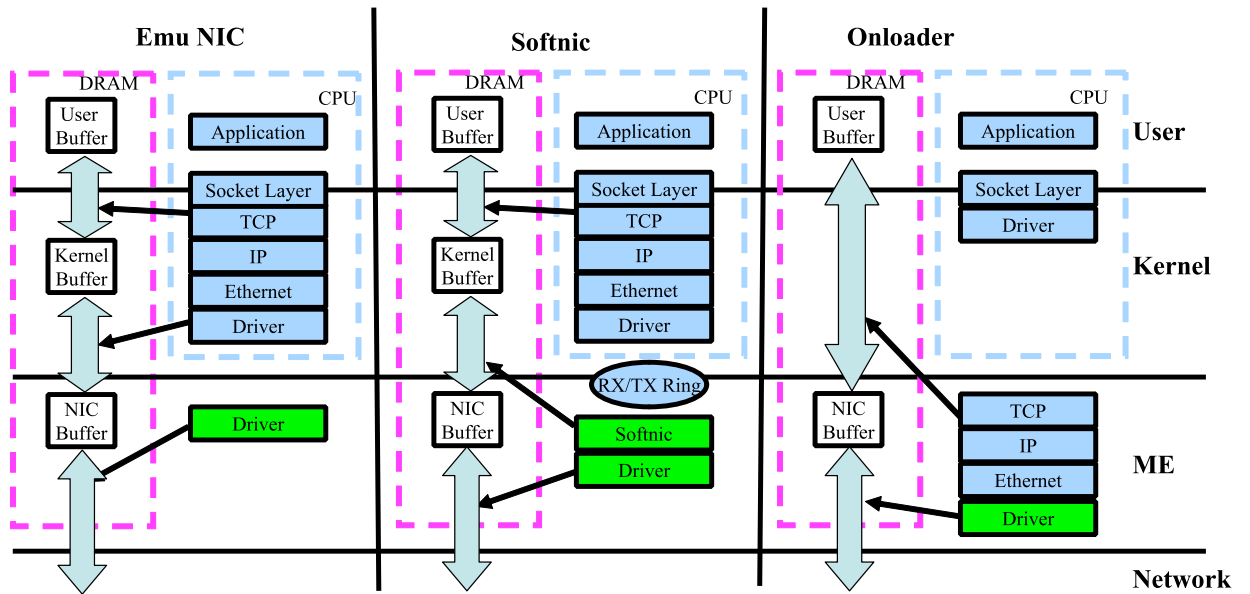 Emu NIC
DRAM
CPU
User
Buffer
Application
Socket Layer
TCP
Kernel
Buffer
IP
Ethernet
Driver
NIC
Buffer
Driver
Softnic
DRAM
CPU
User
Buffer
Application
Socket Layer
TCP
Kernel
Buffer
IP
Ethernet
Driver
RX/TX Ring
NIC
Buffer
Softnic
Driver
Onloader
DRAM
CPU
User
Buffer
Application
Socket Layer
Driver
NIC
Buffer
TCP
IP
Ethernet
Driver
User
Kernel
ME
Network